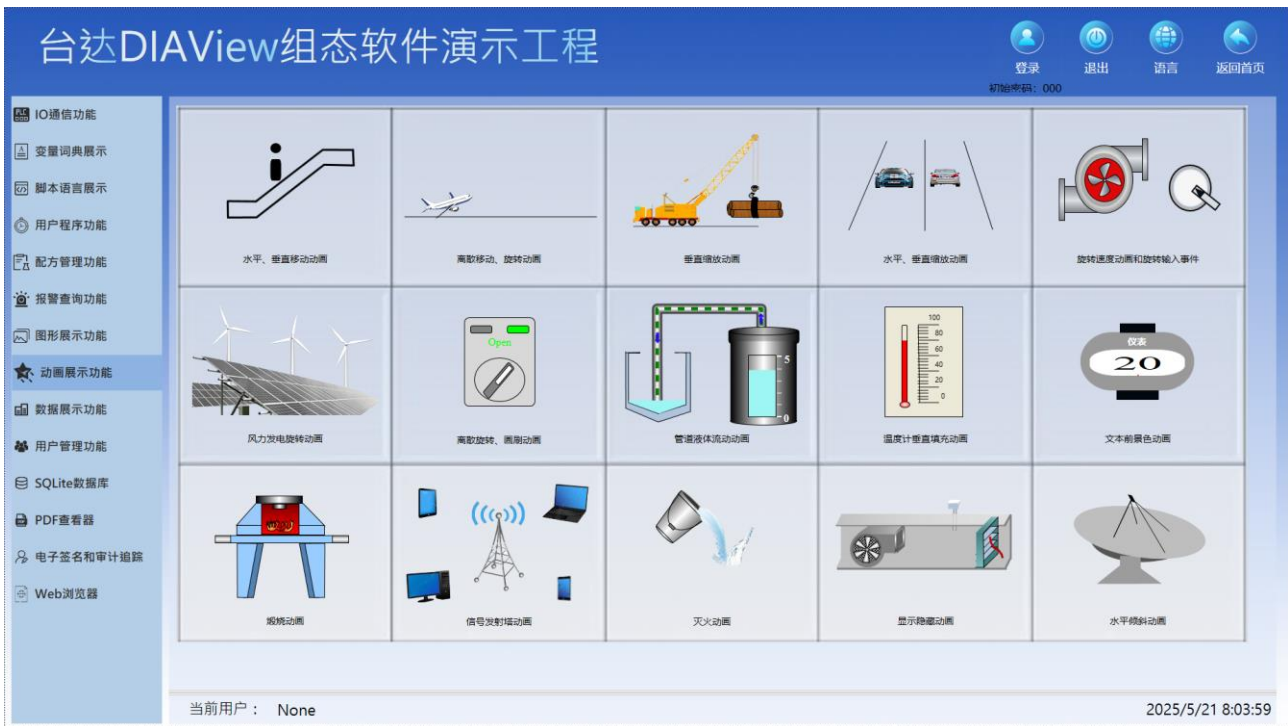 台达DIAView组态软件演示工程
登录
退出
语言
返回首页
初始密码：000
IO通信功能
变量词典展示
脚本语言展示
用户程序功能
配方管理功能
报警查询功能
图形展示功能
动画展示功能
数据展示功能
用户管理功能
SQLite数据库
PDF查看器
电子签名和审计追踪
Web浏览器
水平、垂直移动动画
离散移动、旋转动画
垂直缩放动画
水平、垂直缩放动画
旋转速度动画和旋转输入事件
Open
5
0
100
80
60
40
20
0
仪表
20
风力发电旋转动画
离散旋转、画刷动画
管道液体流动动画
温度计垂直填充动画
文本前景色动画
煅烧动画
信号发射塔动画
灭火动画
显示隐藏动画
水平倾斜动画
当前用户： None
2025/5/21 8:03:59